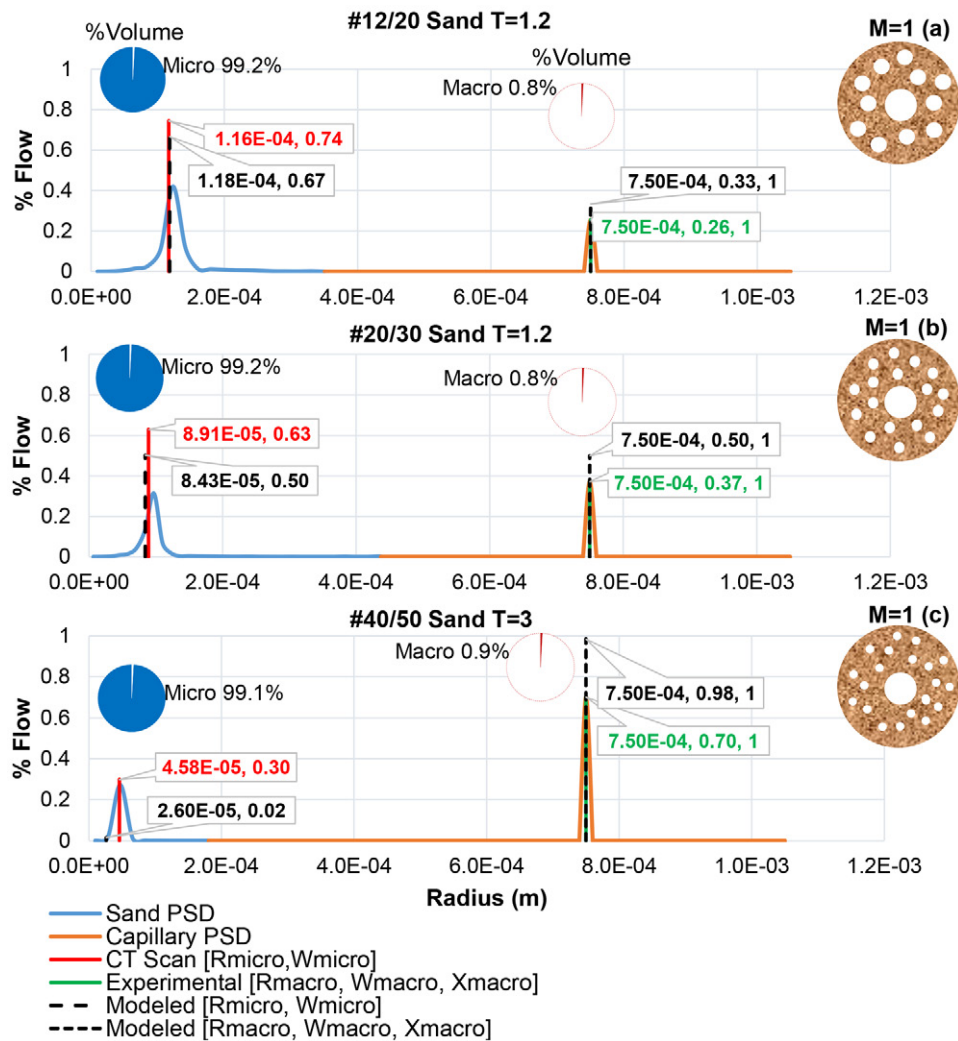 #12/20 Sand T=1.2
M=1 (a)
%Volume
Micro 99.2%
%Volume
Macro 0.8%
% Flow
1
0.8
0.6
0.4
0.2
0
1.16E-04, 0.74
1.18E-04, 0.67
7.50E-04, 0.33, 1
7.50E-04, 0.26, 1
0.0E+00 2.0E-04 4.0E-04 6.0E-04 8.0E-04 1.0E-03 1.2E-03
#20/30 Sand T=1.2
M=1 (b)
Micro 99.2%
Macro 0.8%
% Flow
1
0.8
0.6
0.4
0.2
0
8.91E-05, 0.63
8.43E-05, 0.50
7.50E-04, 0.50, 1
7.50E-04, 0.37, 1
0.0E+00 2.0E-04 4.0E-04 6.0E-04 8.0E-04 1.0E-03 1.2E-03
#40/50 Sand T=3
M=1 (c)
Micro 99.1%
Macro 0.9%
% Flow
1
0.8
0.6
0.4
0.2
0
4.58E-05, 0.30
2.60E-05, 0.02
7.50E-04, 0.98, 1
7.50E-04, 0.70, 1
0.0E+00 2.0E-04 4.0E-04 6.0E-04 8.0E-04 1.0E-03 1.2E-03
Radius (m)
Sand PSD
Capillary PSD
CT Scan [Rmicro,Wmicro]
Experimental [Rmacro, Wmacro, Xmacro]
Modeled [Rmicro, Wmicro]
Modeled [Rmacro, Wmacro, Xmacro]